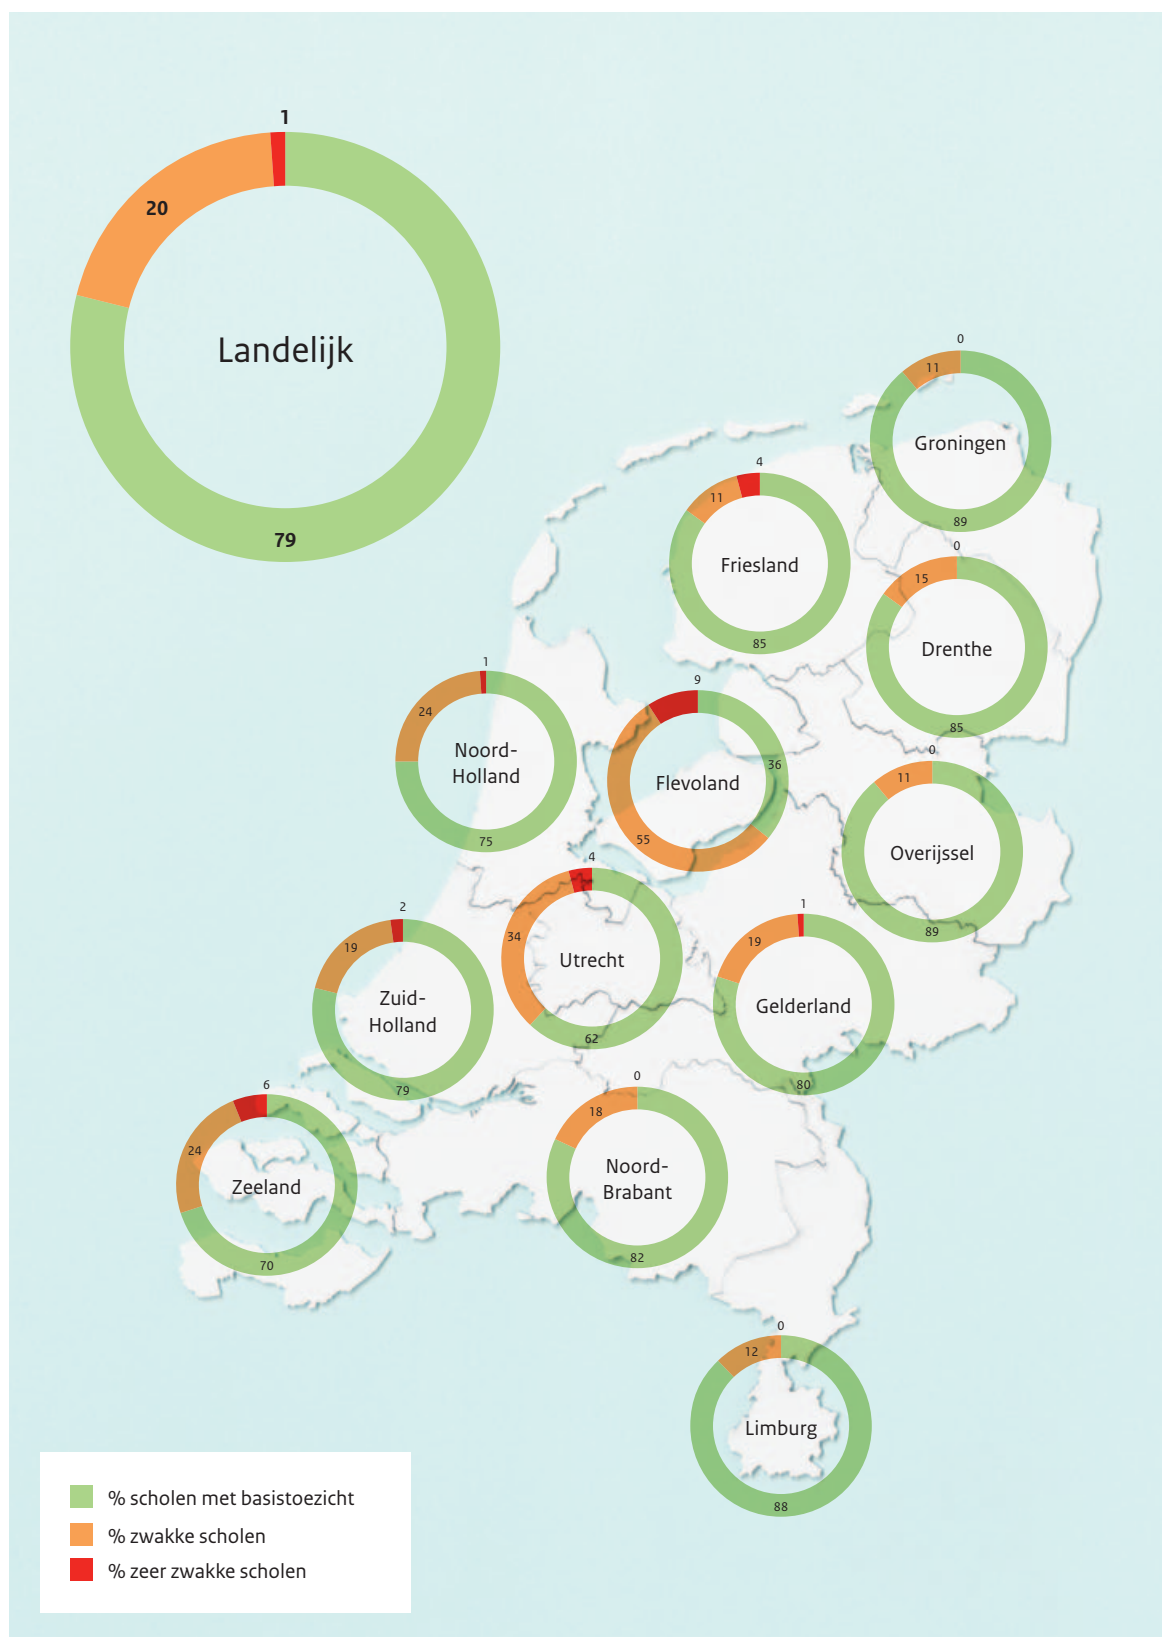 1
20
Landelijk
79
0
11
Groningen
89
4
11
Friesland
85
0
15
Drenthe
85
1
24
Noord-
Holland
75
9
36
Flevoland
55
0
11
Overijssel
89
4
34
Utrecht
62
2
19
Zuid-
Holland
79
1
19
Gelderland
80
6
24
Zeeland
70
0
18
Noord-
Brabant
82
0
12
Limburg
88
% scholen met basistoezicht
% zwakke scholen
% zeer zwakke scholen